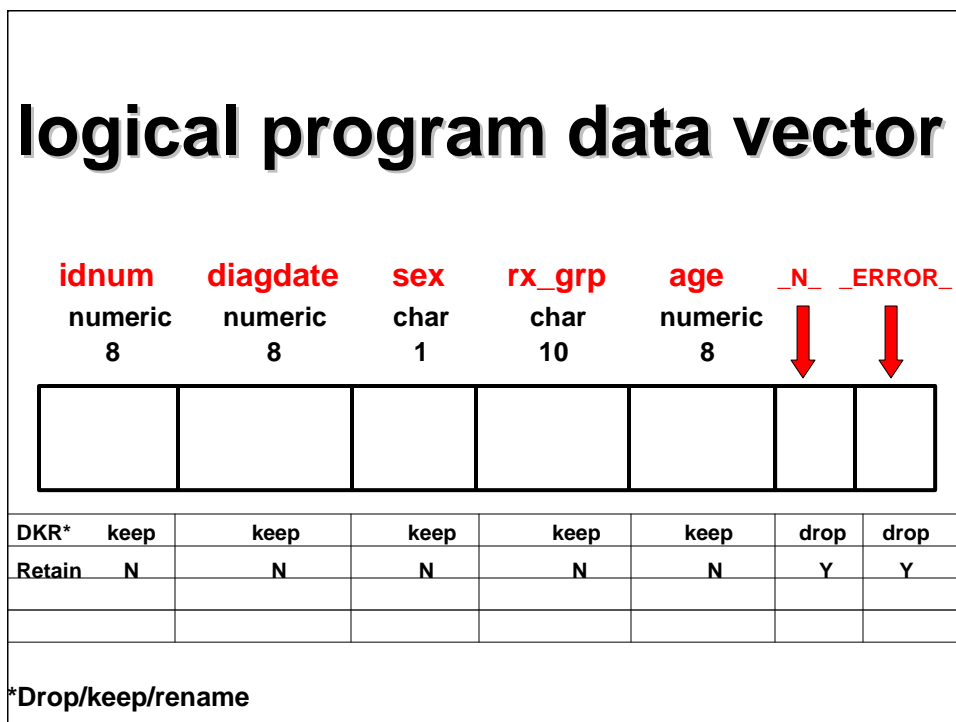 logical program data vector
idnum diagdate sex rx_grp age _N_ _ERROR_
numeric numeric char char numeric
8 8 1 10 8
DKR* keep keep keep keep keep drop drop
Retain N N N N N Y Y
*Drop/keep/rename